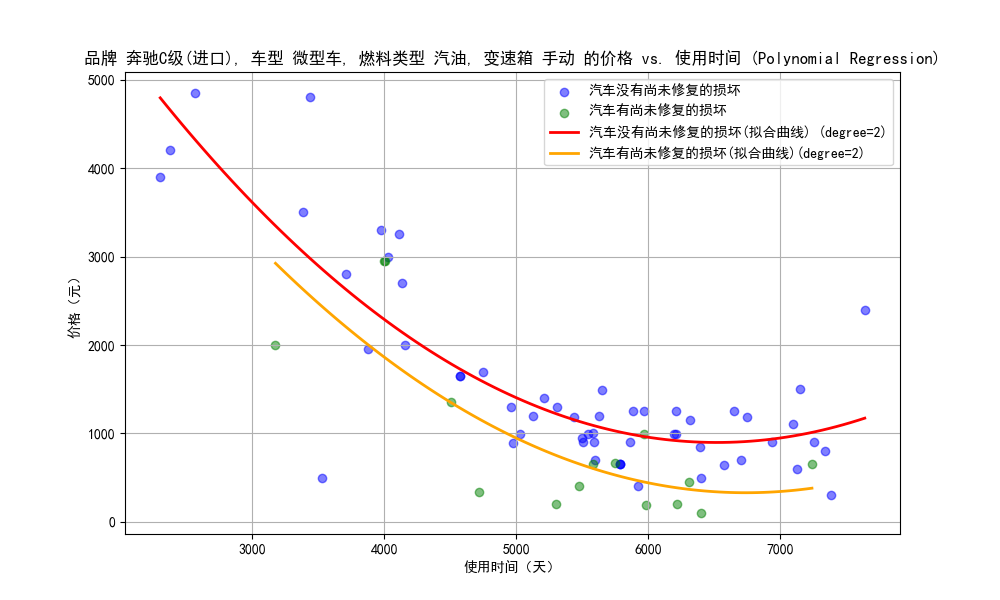 品牌 奔驰C级(进口), 车型 微型车, 燃料类型 汽油, 变速箱 手动 的价格 vs. 使用时间 (Polynomial Regression)
汽车没有尚未修复的损坏
汽车有尚未修复的损坏
汽车没有尚未修复的损坏(拟合曲线) (degree=2)
汽车有尚未修复的损坏(拟合曲线)(degree=2)
价格（元）
5000
4000
3000
2000
1000
0
3000 4000 5000 6000 7000
使用时间（天）